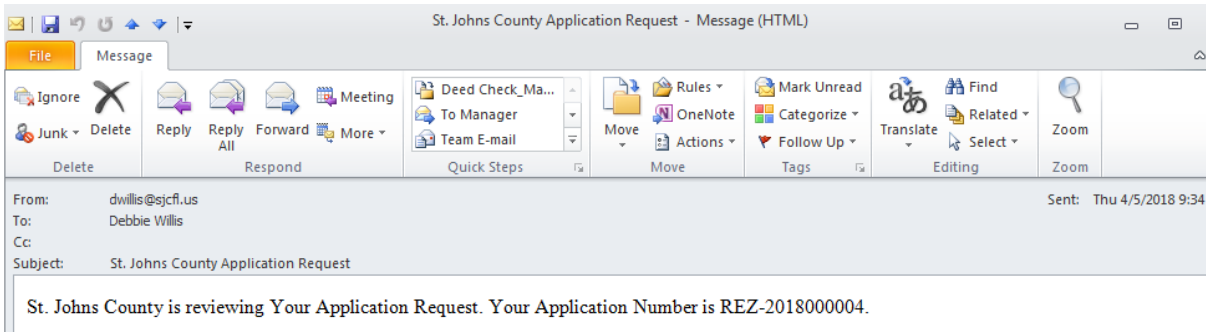 St. Johns County Application Request - Message (HTML)
File Message
Ignore
Junk
Delete
Reply
Reply All
Forward
Meeting
More
Deed Check_Ma...
To Manager
Team E-mail
Move
Rules
OneNote
Actions
Mark Unread
Categorize
Follow Up
Translate
Find
Related
Select
Zoom
Delete Respond Quick Steps Move Tags Editing Zoom
From: dwillis@sjcfl.us Sent: Thu 4/5/2018 9:34
To: Debbie Willis
Cc:
Subject: St. Johns County Application Request
St. Johns County is reviewing Your Application Request. Your Application Number is REZ-2018000004.